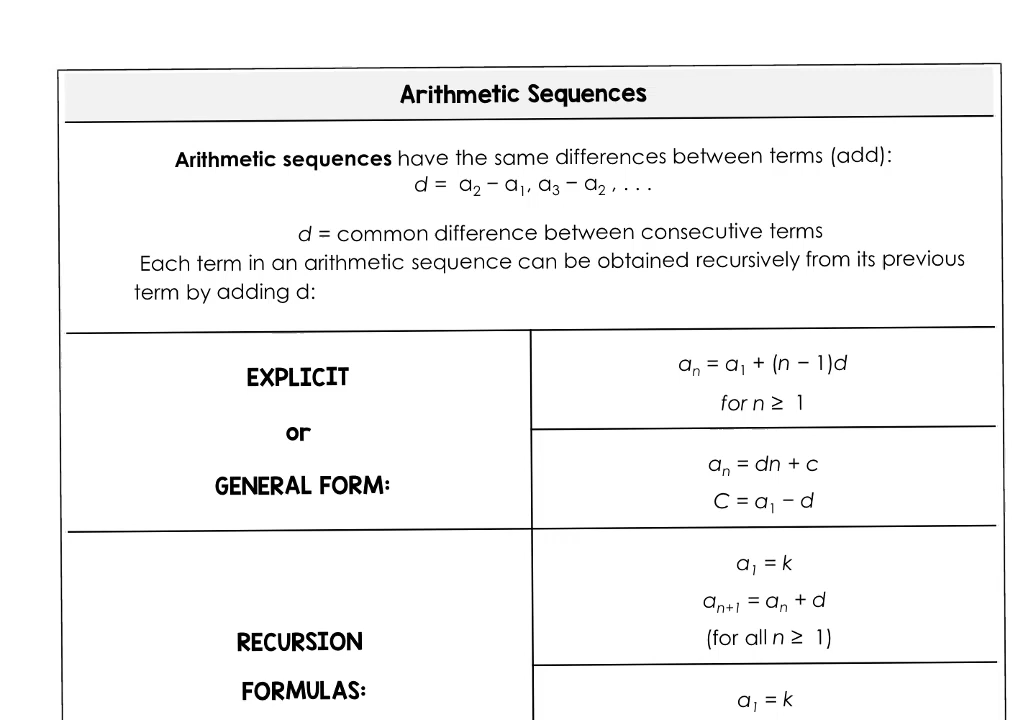 Arithmetic Sequences
Arithmetic sequences have the same differences between terms (add):
d = a₂ − a₁, a₃ − a₂ , . . .
d = common difference between consecutive terms
Each term in an arithmetic sequence can be obtained recursively from its previous
term by adding d:
EXPLICIT
or
GENERAL FORM:
aₙ = a₁ + (n − 1)d
for n ≥ 1
aₙ = dn + c
C = a₁ − d
RECURSION
FORMULAS:
a₁ = k
aₙ₊₁ = aₙ + d
(for all n ≥ 1)
a₁ = k